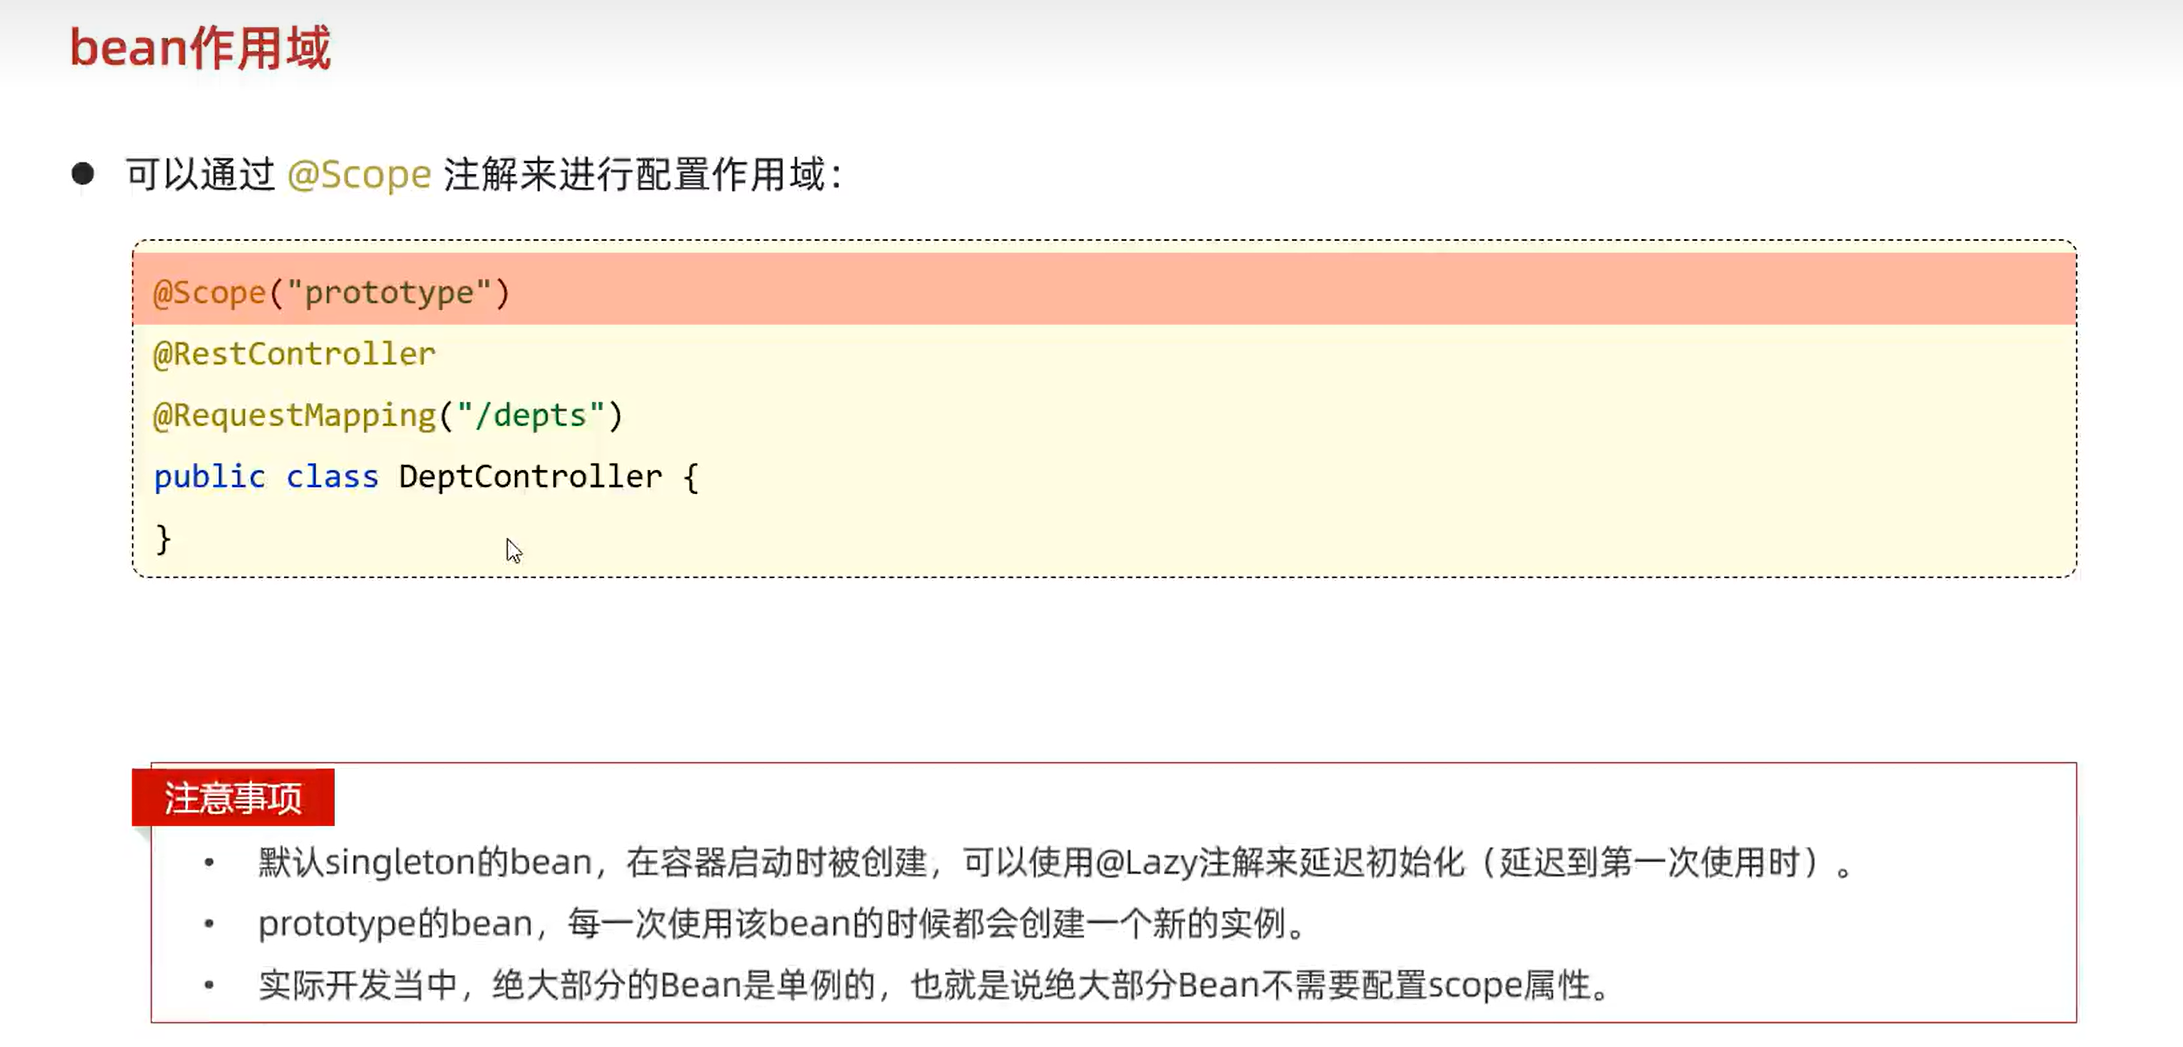 bean作用域
● 可以通过 @Scope 注解来进行配置作用域：
@Scope("prototype")
@RestController
@RequestMapping("/depts")
public class DeptController {
}
注意事项
• 默认singleton的bean，在容器启动时被创建，可以使用@Lazy注解来延迟初始化（延迟到第一次使用时）。
• prototype的bean，每一次使用该bean的时候都会创建一个新的实例。
• 实际开发当中，绝大部分的Bean是单例的，也就是说绝大部分Bean不需要配置scope属性。